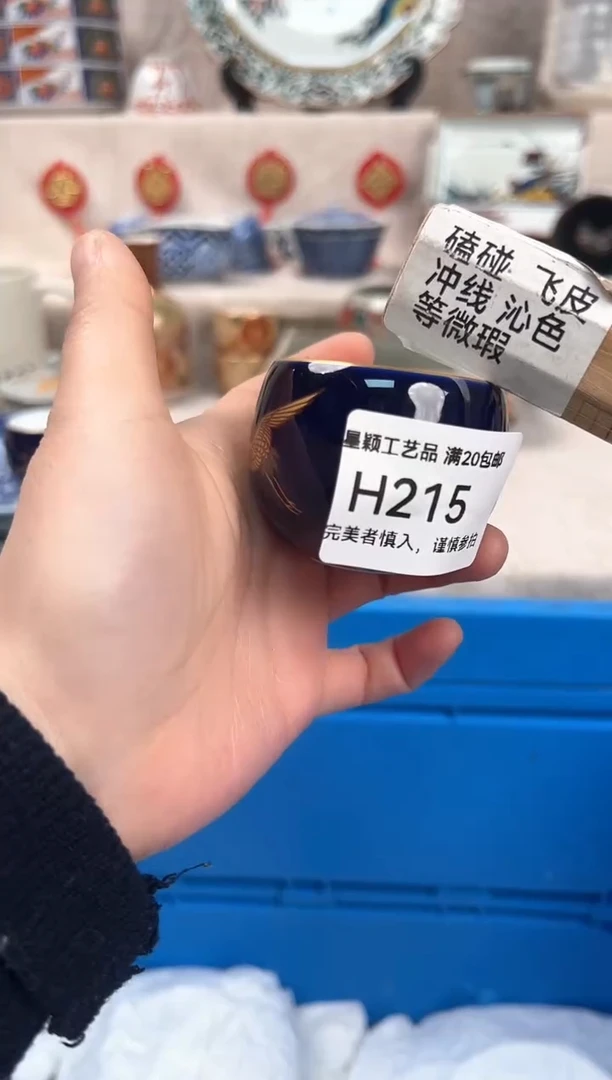 磕碰 飞皮
冲线 沁色
等微瑕
量颖工艺品 满20包邮
H215
完美者慎入，谨慎参拍